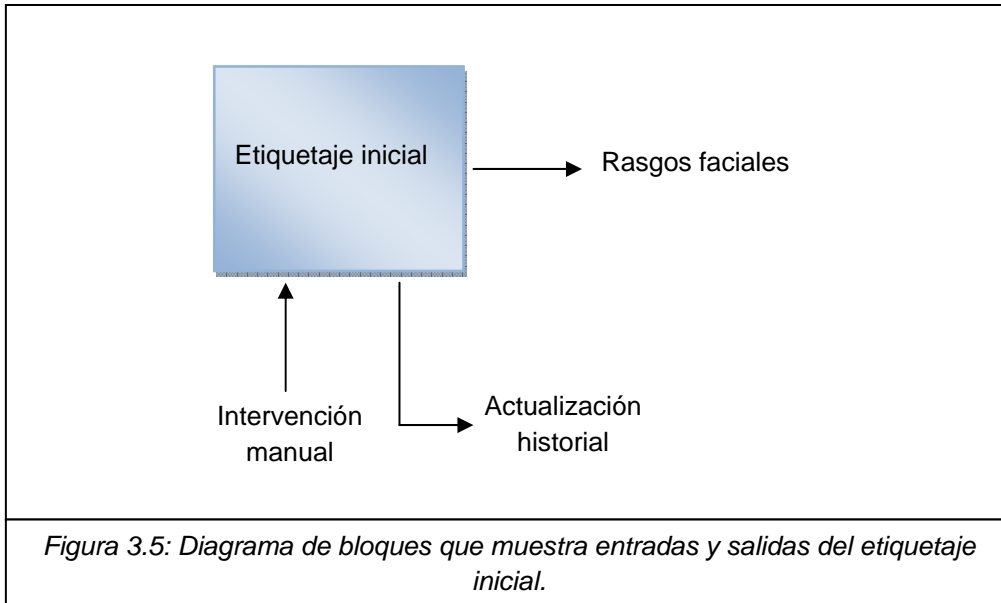 Etiquetaje inicial
Rasgos faciales
Intervención
manual
Actualización
historial
Figura 3.5: Diagrama de bloques que muestra entradas y salidas del etiquetaje
inicial.